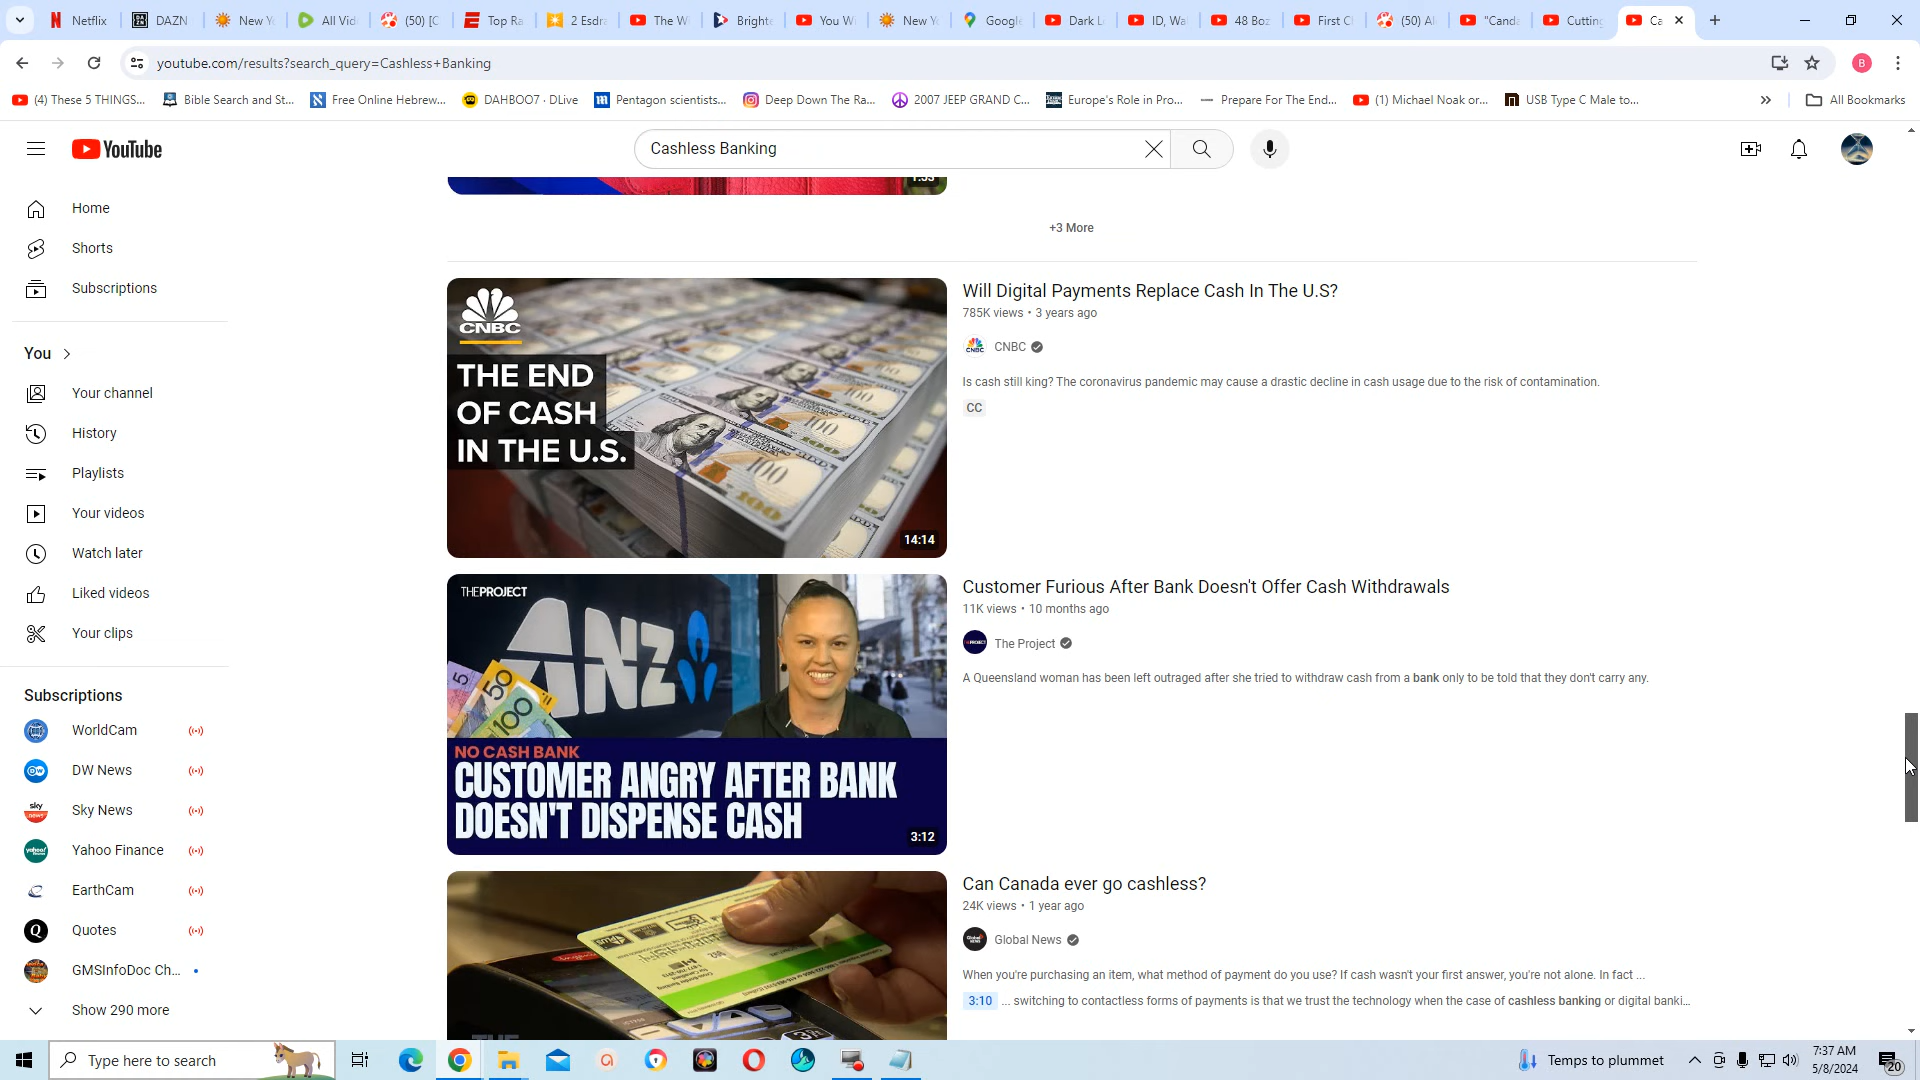 Netflix
DAZN
New Y
All Vid
(50) [C
Top Ra
2 Esdra
The W
Brighte
You Wi
New Y
Google
Dark L
ID, Wa
48 Boz
First C
(50) Al
"Canda
Cutting
Ca
youtube.com/results?search_query=Cashless+Banking
B
(4) These 5 THINGS...
Bible Search and St...
Free Online Hebrew...
DAHBOO7 · DLive
Pentagon scientists...
Deep Down The Ra...
2007 JEEP GRAND C...
Europe's Role in Pro...
Prepare For The End...
(1) Michael Noak or...
USB Type C Male to...
All Bookmarks
YouTube
Cashless Banking
Home
Shorts
Subscriptions
You
Your channel
History
Playlists
Your videos
Watch later
Liked videos
Your clips
Subscriptions
WorldCam
DW News
Sky News
Yahoo Finance
EarthCam
Quotes
GMSInfoDoc Ch...
Show 290 more
+3 More
CNBC
THE END
OF CASH
IN THE U.S.
14:14
Will Digital Payments Replace Cash In The U.S?
785K views • 3 years ago
CNBC
Is cash still king? The coronavirus pandemic may cause a drastic decline in cash usage due to the risk of contamination.
CC
THEPROJECT
ANZ
5
50
100
NO CASH BANK
CUSTOMER ANGRY AFTER BANK
DOESN'T DISPENSE CASH
3:12
Customer Furious After Bank Doesn't Offer Cash Withdrawals
11K views • 10 months ago
The Project
A Queensland woman has been left outraged after she tried to withdraw cash from a bank only to be told that they don't carry any.
Can Canada ever go cashless?
24K views • 1 year ago
Global News
When you're purchasing an item, what method of payment do you use? If cash wasn't your first answer, you're not alone. In fact ...
3:10 ... switching to contactless forms of payments is that we trust the technology when the case of cashless banking or digital banki...
Type here to search
Temps to plummet
7:37 AM
5/8/2024
20